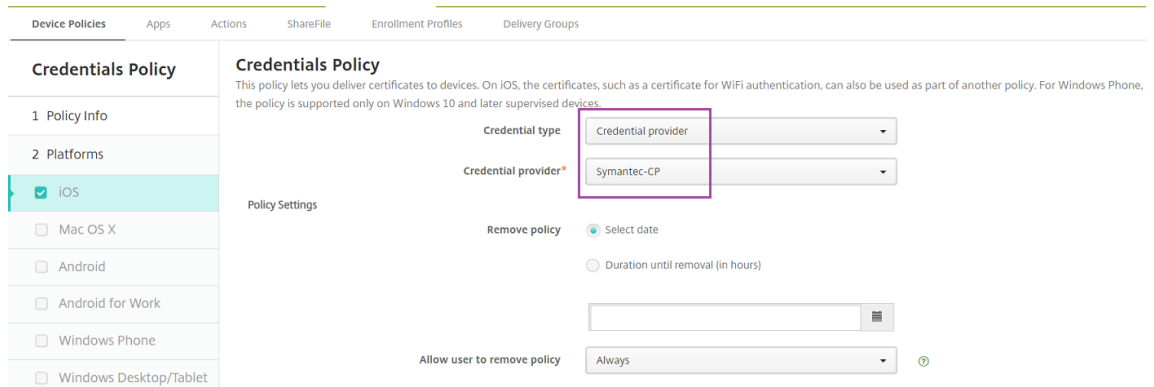 Device Policies Apps Actions ShareFile Enrollment Profiles Delivery Groups
Credentials Policy
1 Policy Info
2 Platforms
iOS
Mac OS X
Android
Android for Work
Windows Phone
Windows Desktop/Tablet
Credentials Policy
This policy lets you deliver certificates to devices. On iOS, the certificates, such as a certificate for WiFi authentication, can also be used as part of another policy. For Windows Phone,
the policy is supported only on Windows 10 and later supervised devices.
Credential type Credential provider
Credential provider* Symantec-CP
Policy Settings
Remove policy Select date
Duration until removal (in hours)
Allow user to remove policy Always ?